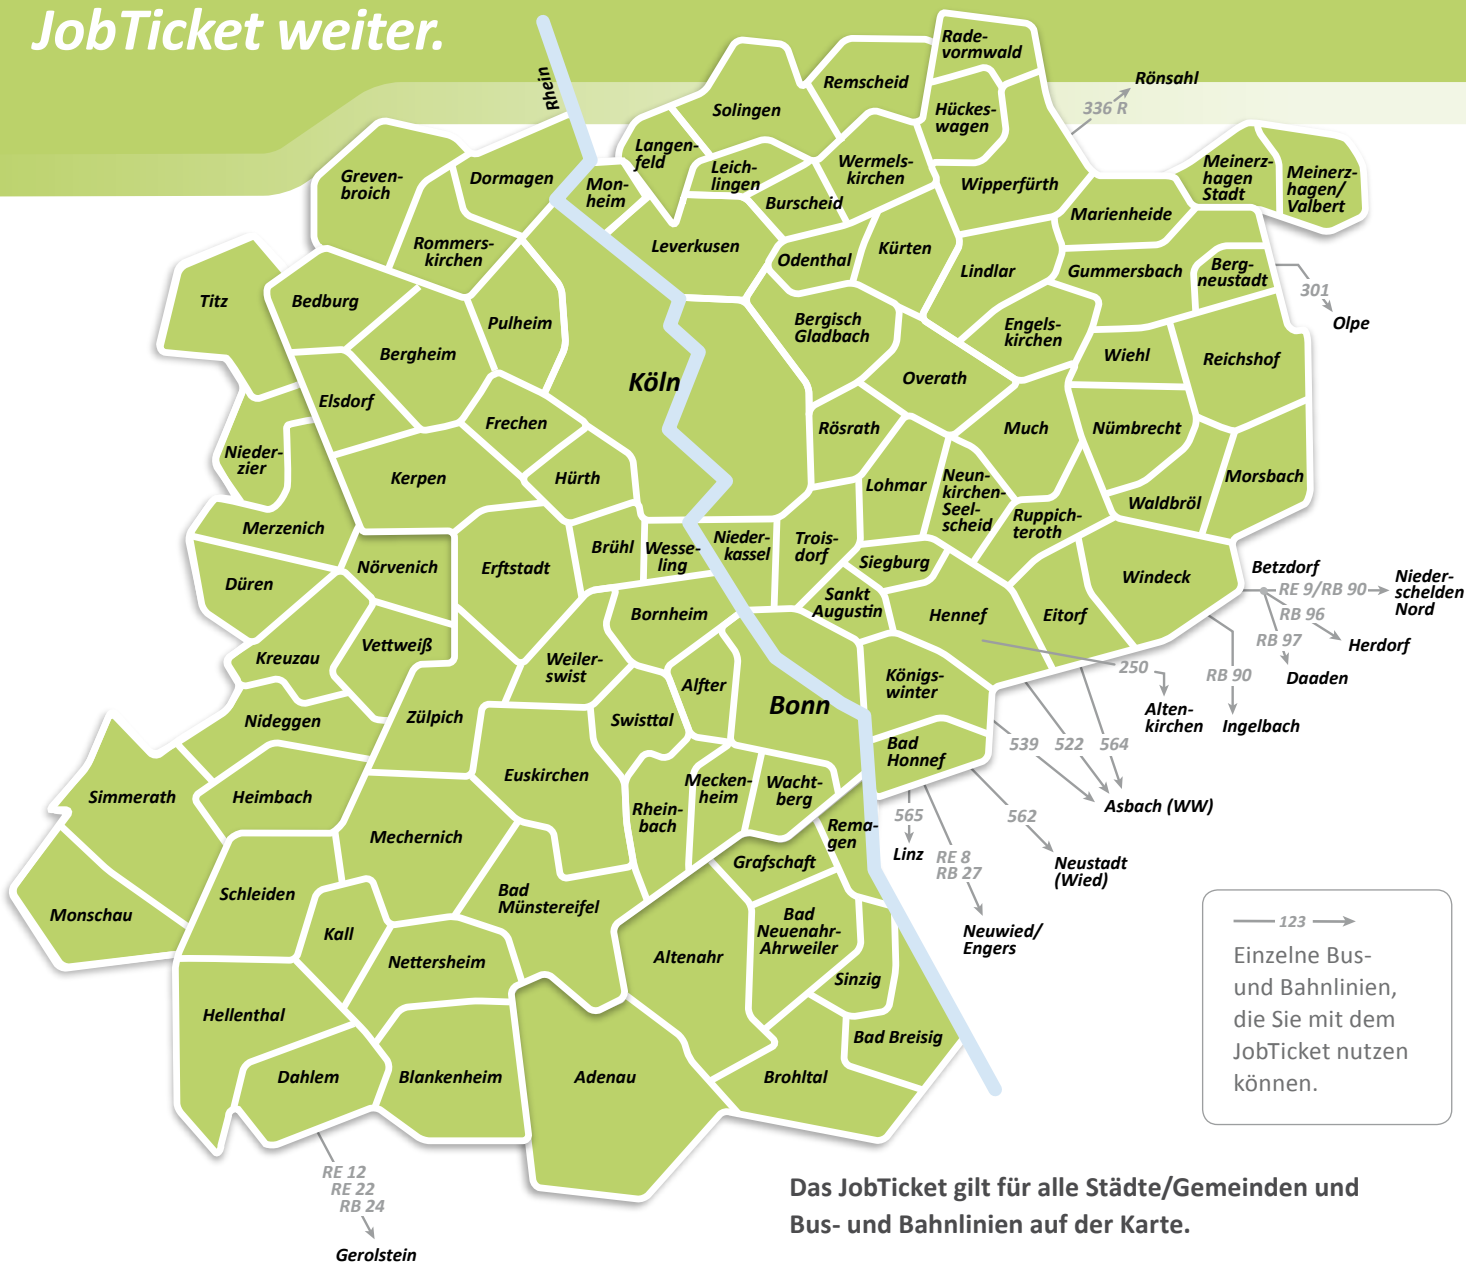 JobTicket weiter.
Rhein
Rade-
vormwald
Remscheid
Solingen
Hückes-
wagen
336 R
Rönsahl
Langen-
feld
Leich-
lingen
Wermels-
kirchen
Wipperfürth
Meinerz-
hagen
Stadt
Meinerz-
hagen/
Valbert
Greven-
broich
Dormagen
Mon-
heim
Burscheid
Marienheide
Rommers-
kirchen
Leverkusen
Odenthal
Kürten
Lindlar
Gummersbach
Berg-
neustadt
301
Olpe
Titz
Bedburg
Pulheim
Bergheim
Bergisch
Gladbach
Engels-
kirchen
Wiehl
Reichshof
Köln
Overath
Elsdorf
Frechen
Rösrath
Much
Nümbrecht
Nieder-
zier
Kerpen
Hürth
Lohmar
Neun-
kirchen-
Seel-
scheid
Morsbach
Waldbröl
Merzenich
Ruppich-
teroth
Brühl
Wesse-
ling
Nieder-
kassel
Trois-
dorf
Siegburg
Düren
Nörvenich
Erftstadt
Windeck
Betzdorf
RE 9/RB 90
Nieder-
schelden
Nord
RB 96
Herdorf
RB 97
Daaden
RB 90
Ingelbach
Sankt
Augustin
Hennef
Eitorf
Bornheim
Kreuzau
Vettweiß
Weiler-
swist
Alfter
Königs-
winter
250
Alten-
kirchen
Nideggen
Zülpich
Swisttal
Bonn
Bad
Honnef
539
522
564
Asbach (WW)
Simmerath
Heimbach
Euskirchen
Rhein-
bach
Mecken-
heim
Wacht-
berg
565
Linz
562
Neustadt
(Wied)
Mechernich
Rema-
gen
RE 8
RB 27
Neuwied/
Engers
Grafschaft
Schleiden
Bad
Münstereifel
Monschau
Kall
Bad
Neuenahr-
Ahrweiler
Altenahr
Nettersheim
Sinzig
Hellenthal
Bad Breisig
Dahlem
Blankenheim
Adenau
Brohltal
RE 12
RE 22
RB 24
Gerolstein
123
Einzelne Bus-
und Bahnlinien,
die Sie mit dem
JobTicket nutzen
können.
Das JobTicket gilt für alle Städte/Gemeinden und
Bus- und Bahnlinien auf der Karte.